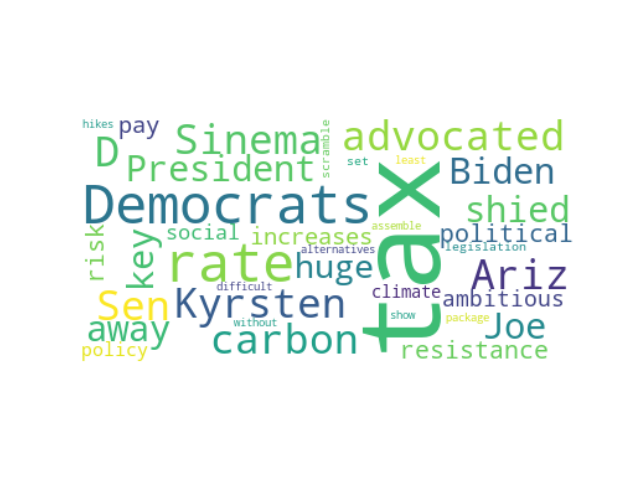 hikes
pay
D
Sinema
scramble
advocated
President
set
least
Biden
Democrats
tax
shied
risk
key
social
increases
assemble
political
rate
alternatives
legislation
huge
Ariz
difficult
climate
ambitious
Sen
Kyrsten
away
without
carbon
show
package
Joe
policy
resistance